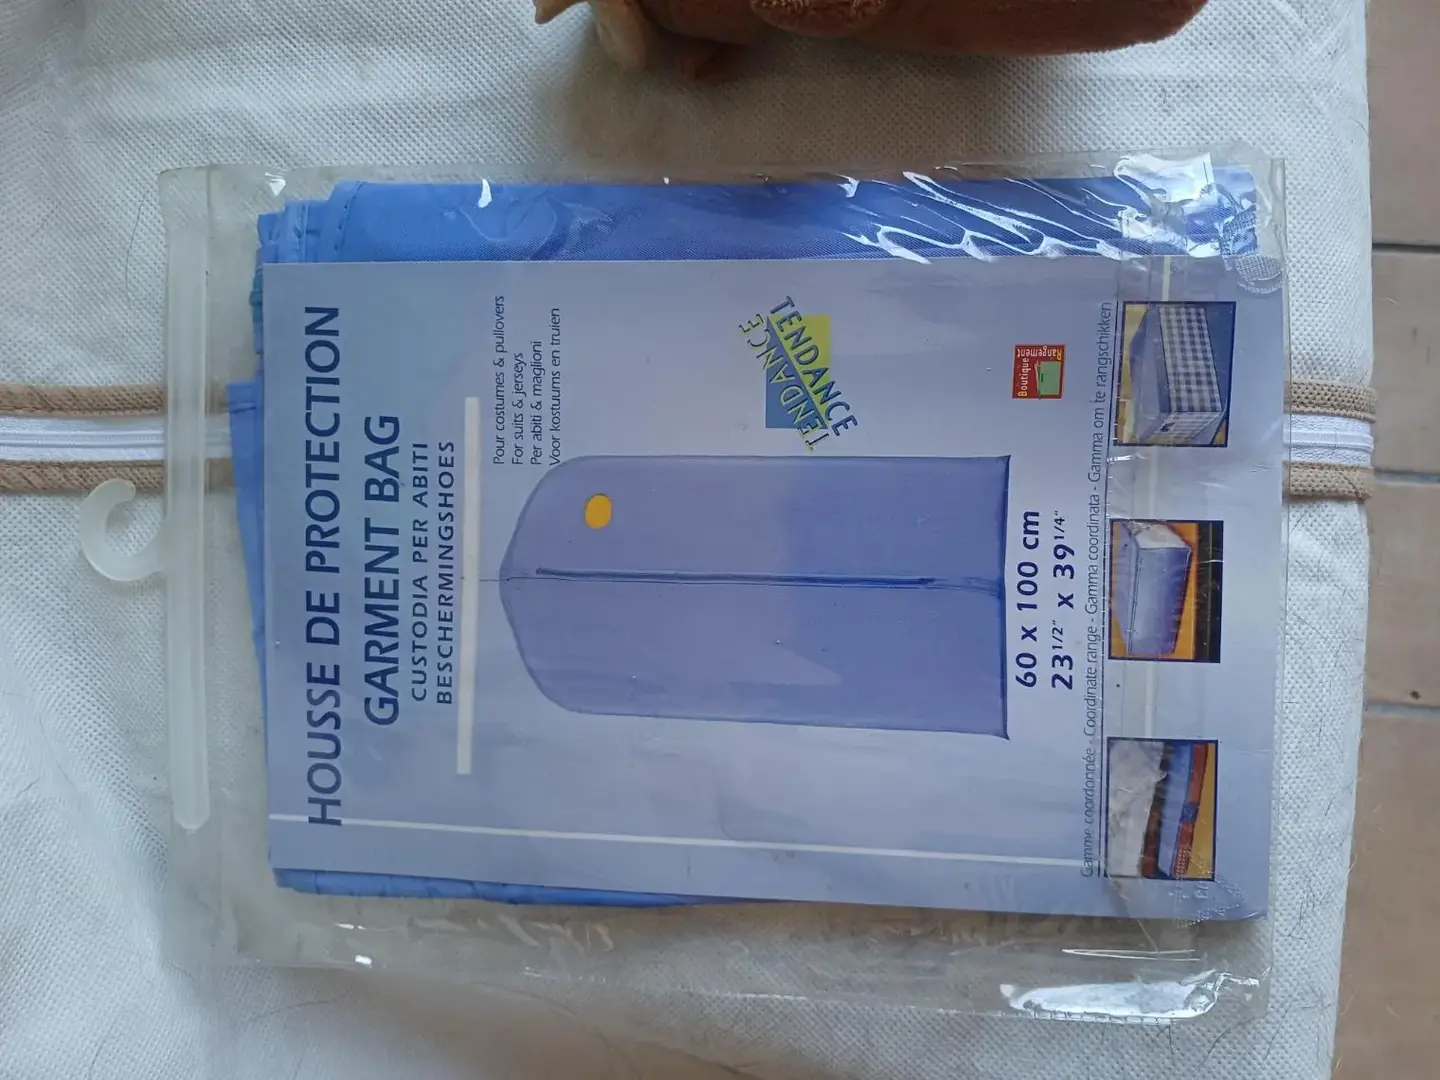 HOUSSE DE PROTECTION
GARMENT BAG
CUSTODIA PER ABITI
BESCHERMINGSHOES
Pour costumes & pullovers
For suits & jerseys
Per abiti & maglioni
Voor kostuums en truien
TENDANCE
TENDANCE
60 x 100 cm
23 1/2" x 39 1/4"
Boutique
Rangement
Gamme coordonnée - Coordinate range - Gamma coordinata - Gamma om te rangschikken